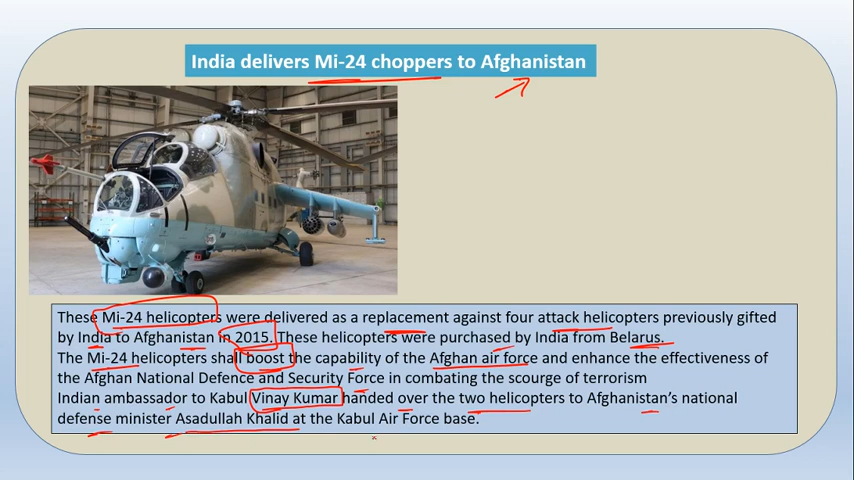 India delivers Mi-24 choppers to Afghanistan
These Mi-24 helicopters were delivered as a replacement against four attack helicopters previously gifted
by India to Afghanistan in 2015. These helicopters were purchased by India from Belarus.
The Mi-24 helicopters shall boost the capability of the Afghan air force and enhance the effectiveness of
the Afghan National Defence and Security Force in combating the scourge of terrorism
Indian ambassador to Kabul Vinay Kumar handed over the two helicopters to Afghanistan's national
defense minister Asadullah Khalid at the Kabul Air Force base.